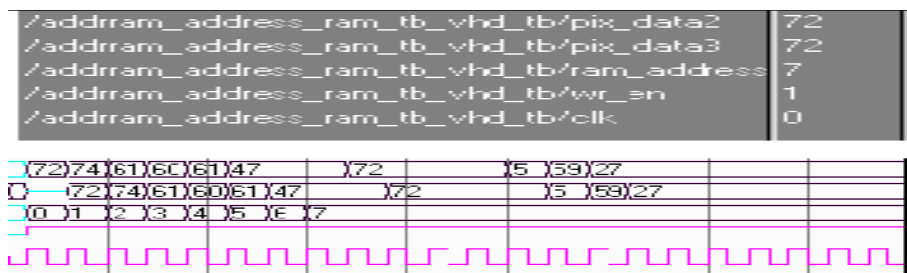 /addrram_address_ram_tb_vhd_tb/pix_data2 72
/addrram_address_ram_tb_vhd_tb/pix_data3 72
/addrram_address_ram_tb_vhd_tb/ram_address 7
/addrram_address_ram_tb_vhd_tb/wr_en 1
/addrram_address_ram_tb_vhd_tb/clk 0
72 74 61 60 61 47 72 5 59 27
72 74 61 60 61 47 72 5 59 27
0 1 2 3 4 5 6 7